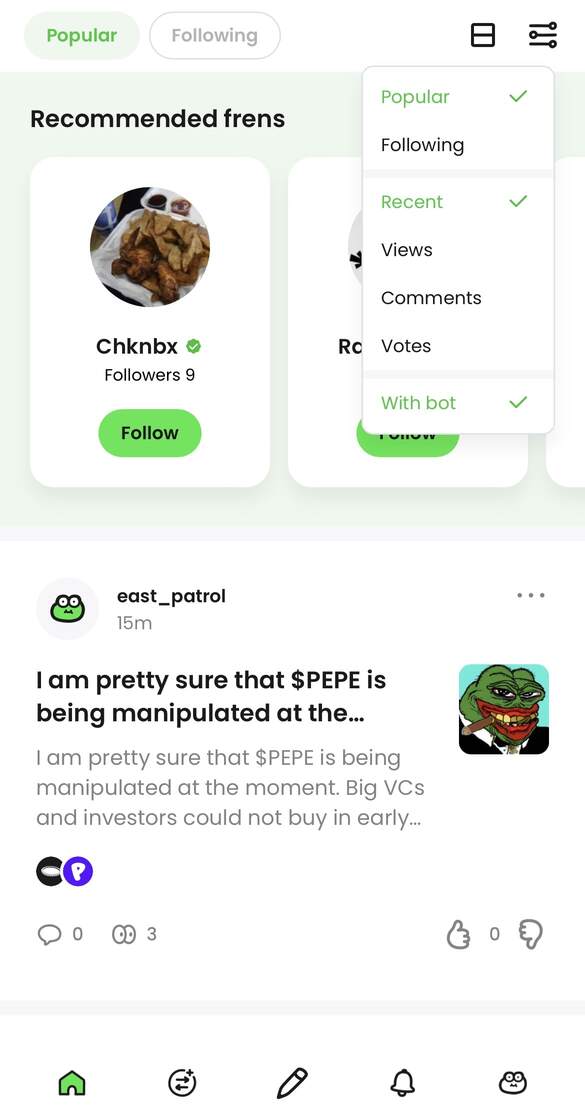 Popular
Following
Popular
Following
Recent
Views
Comments
Votes
With bot
Recommended frens
Chknbx
Followers 9
Follow
Follow
east_patrol
15m
I am pretty sure that $PEPE is
being manipulated at the...
I am pretty sure that $PEPE is being
manipulated at the moment. Big VCs
and investors could not buy in early...
0
3
0